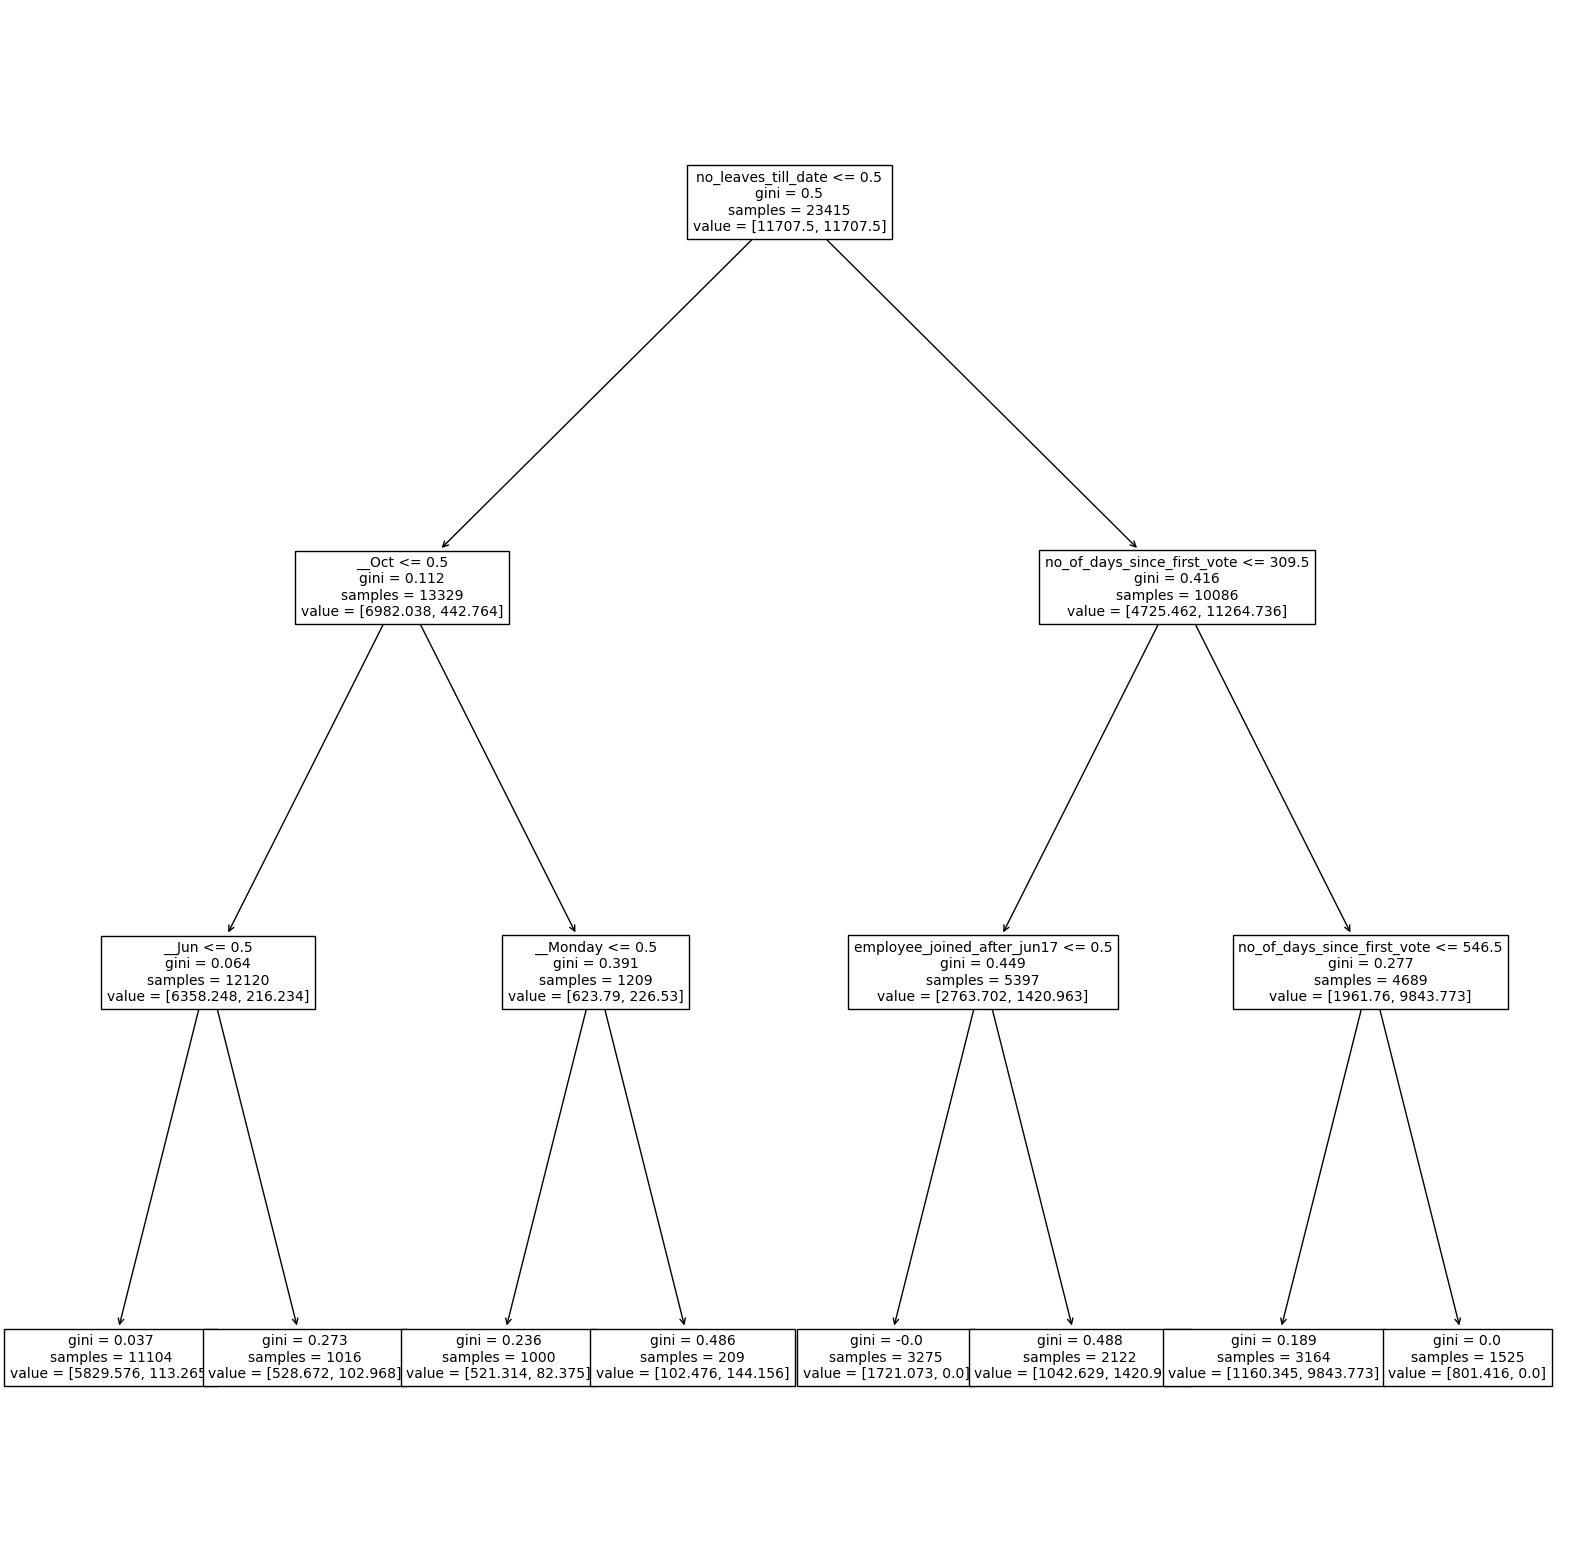 no_leaves_till_date <= 0.5
gini = 0.5
samples = 23415
value = [11707.5, 11707.5]
__Oct <= 0.5
gini = 0.112
samples = 13329
value = [6982.038, 442.764]
no_of_days_since_first_vote <= 309.5
gini = 0.416
samples = 10086
value = [4725.462, 11264.736]
__Jun <= 0.5
gini = 0.064
samples = 12120
value = [6358.248, 216.234]
__Monday <= 0.5
gini = 0.391
samples = 1209
value = [623.79, 226.53]
employee_joined_after_jun17 <= 0.5
gini = 0.449
samples = 5397
value = [2763.702, 1420.963]
no_of_days_since_first_vote <= 546.5
gini = 0.277
samples = 4689
value = [1961.76, 9843.773]
gini = 0.037
samples = 11104
value = [5829.576, 113.265
gini = 0.273
samples = 1016
value = [528.672, 102.968]
gini = 0.236
samples = 1000
value = [521.314, 82.375]
gini = 0.486
samples = 209
value = [102.476, 144.156]
gini = -0.0
samples = 3275
value = [1721.073, 0.0]
gini = 0.488
samples = 2122
value = [1042.629, 1420.9
gini = 0.189
samples = 3164
value = [1160.345, 9843.773]
gini = 0.0
samples = 1525
value = [801.416, 0.0]